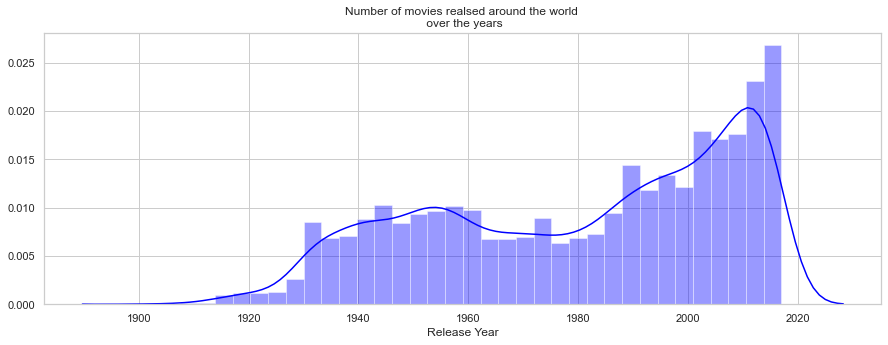 Number of movies realsed around the world
over the years
0.025
0.020
0.015
0.010
0.005
0.000
1900 1920 1940 1960 1980 2000 2020
Release Year